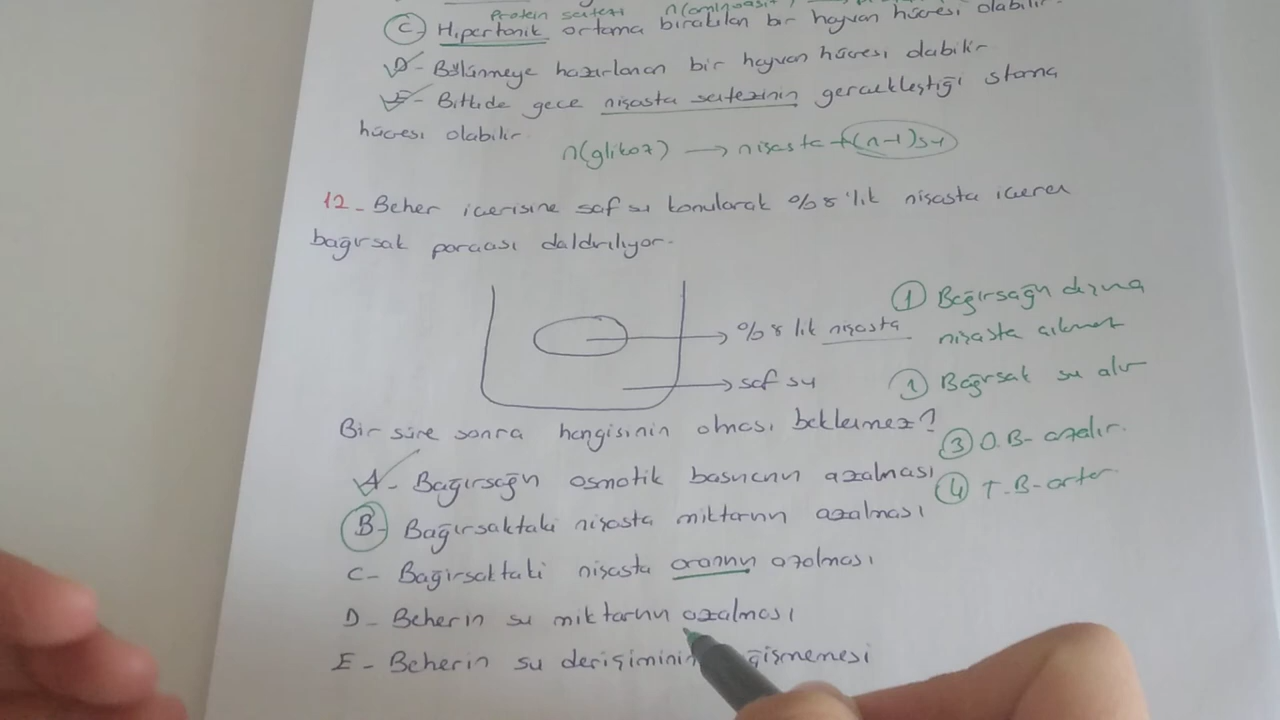 Protein sentezi n(aminoasit)
C- Hipertonik ortama bırakılan bir hayvan hücresi olabilir.
D- Bölünmeye hazırlanan bir hayvan hücresi olabilir
E- Bitkide gece nişasta sentezinin gerçekleştiği stoma
hücresi olabilir.
n(glikoz) → nişasta + (n-1)su
12- Beher içerisine saf su konularak %8'lik nişasta içeren
bağırsak parçası daldırılıyor.
%8 lik nişasta
saf su
① Bağırsağın dışına
nişasta çıkmaz
② Bağırsak su alır
③ O.B- azalır.
④ T.B- artar
Bir süre sonra hangisinin olması beklenmez?
A- Bağırsağın osmotik basıncının azalması
B- Bağırsaktaki nişasta miktarının azalması
C- Bağırsaktaki nişasta oranının azalması
D- Beherin su miktarının azalması
E- Beherin su derişiminin